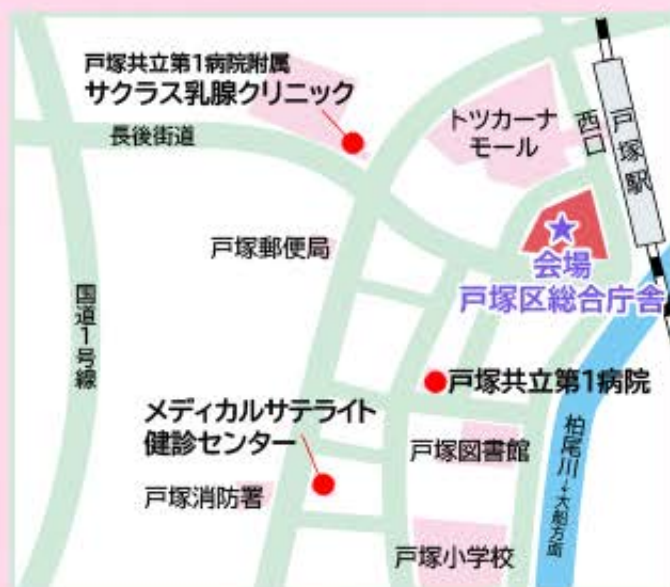 戸塚共立第1病院附属
サクラス乳腺クリニック
長後街道
トツカーナ
モール
西口
戸塚駅
戸塚郵便局
会場
戸塚区総合庁舎
国道1号線
戸塚共立第1病院
メディカルサテライト
健診センター
戸塚図書館
柏尾川
←大船方面
戸塚消防署
戸塚小学校